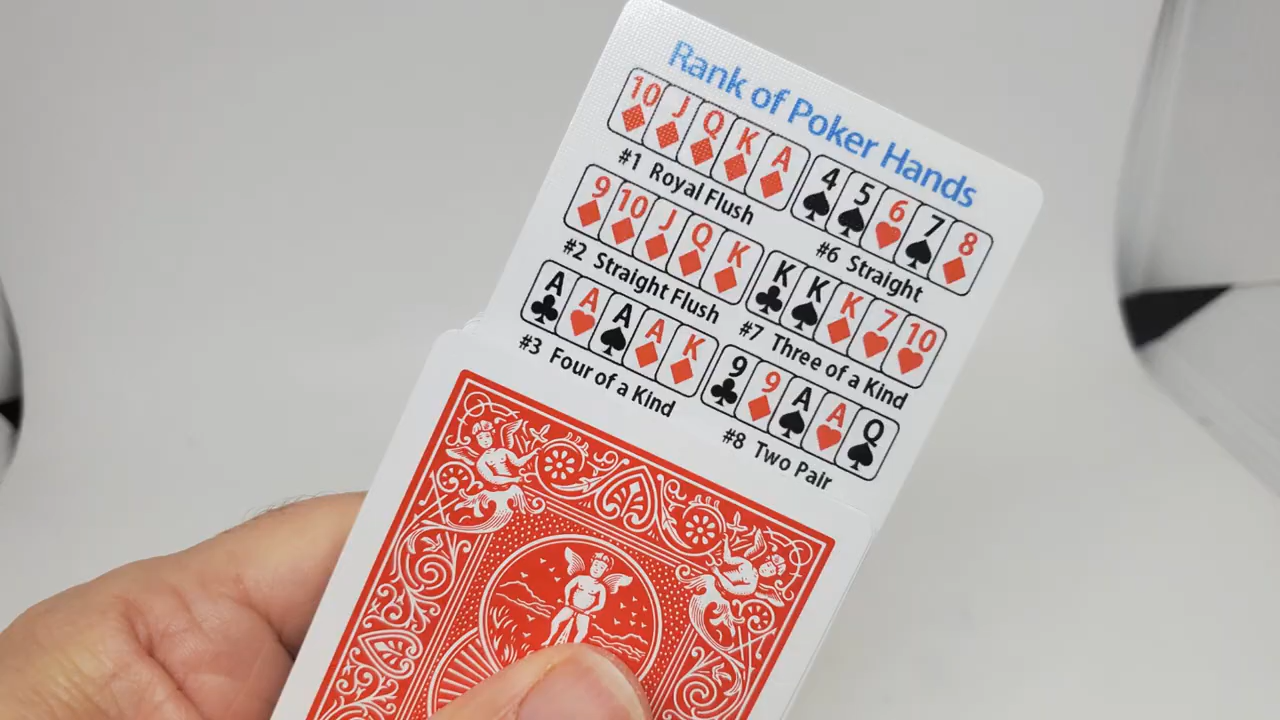 Rank of Poker Hands
10 J Q K A
#1 Royal Flush
9 10 J Q K
#2 Straight Flush
A A A A K
#3 Four of a Kind
4 5 6 7 8
#6 Straight
K K K 7 10
#7 Three of a Kind
9 9 A A Q
#8 Two Pair